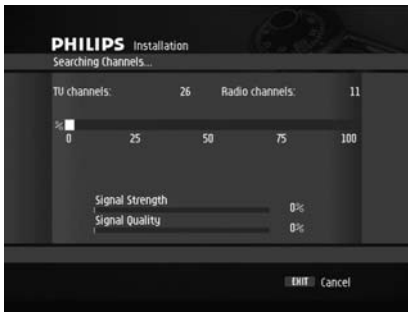 PHILIPS Installation
Searching Channels...
TV channels: 26 Radio channels: 11
%
0 25 50 75 100
Signal Strength 0%
Signal Quality 0%
EXIT Cancel